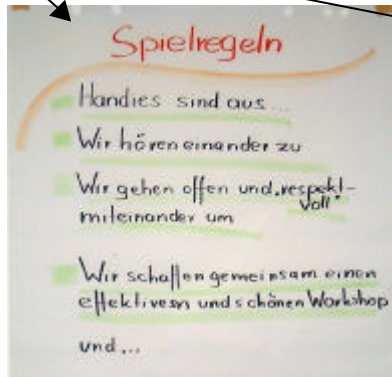 Spielregeln
Handies sind aus...
Wir hören einander zu
Wir gehen offen und „respekt-
voll"
miteinander um
Wir schaffen gemeinsam einen
effektiven und schönen Workshop
und ...